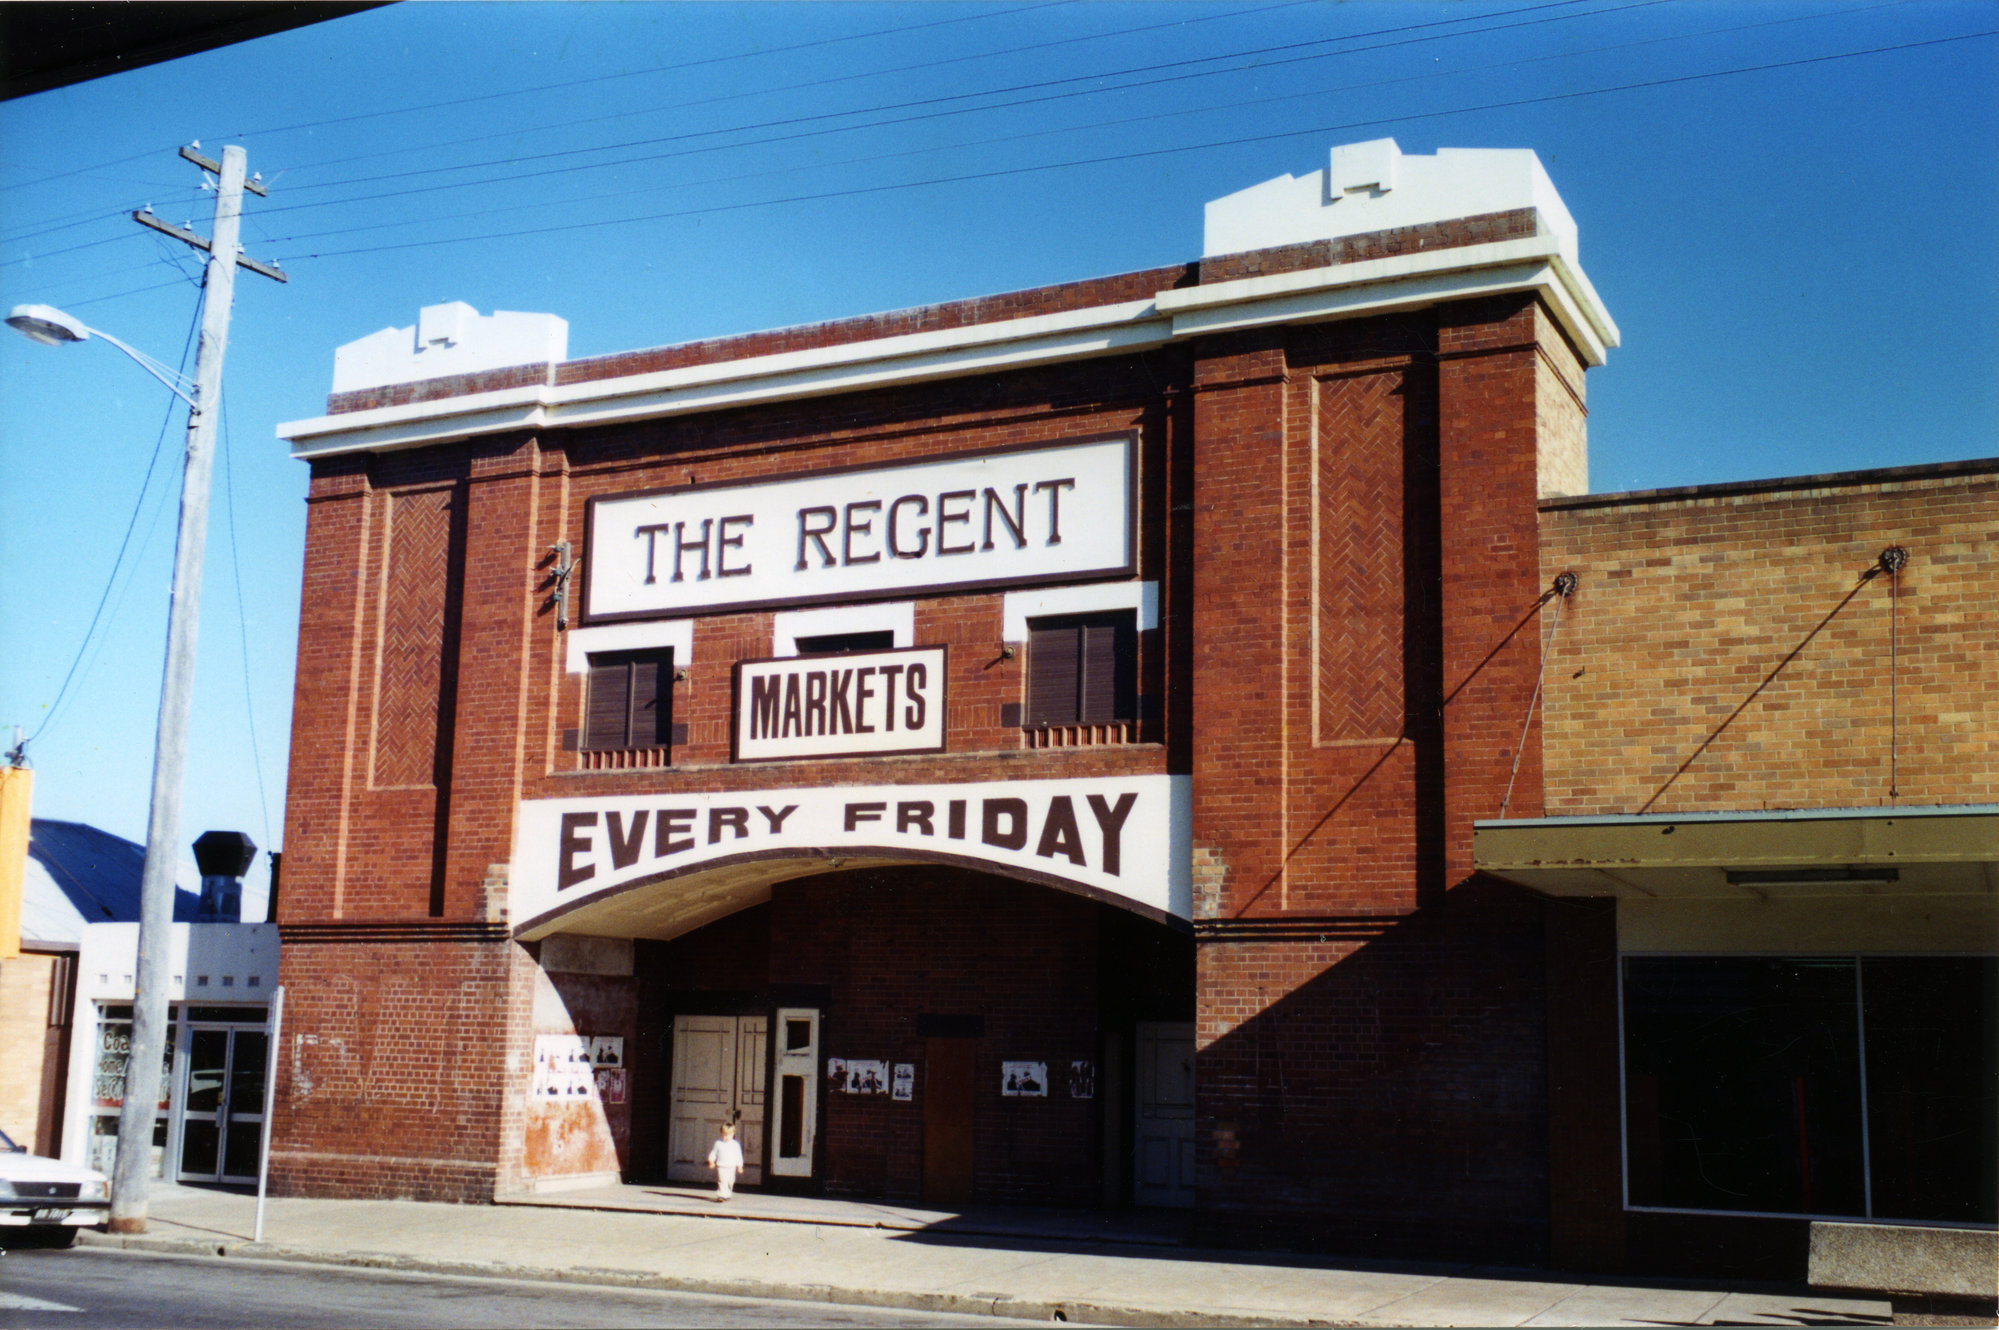 THE REGENT
MARKETS
EVERY FRIDAY